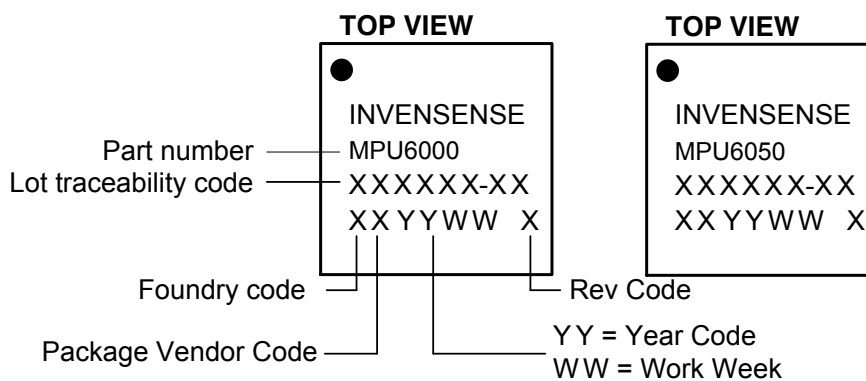 TOP VIEW
TOP VIEW
INVENSENSE
INVENSENSE
Part number
MPU6000
MPU6050
Lot traceability code
XXXXXX-XX
XXXXXX-XX
XXYYWW X
XXYYWW X
Foundry code
Rev Code
Package Vendor Code
YY = Year Code
WW = Work Week